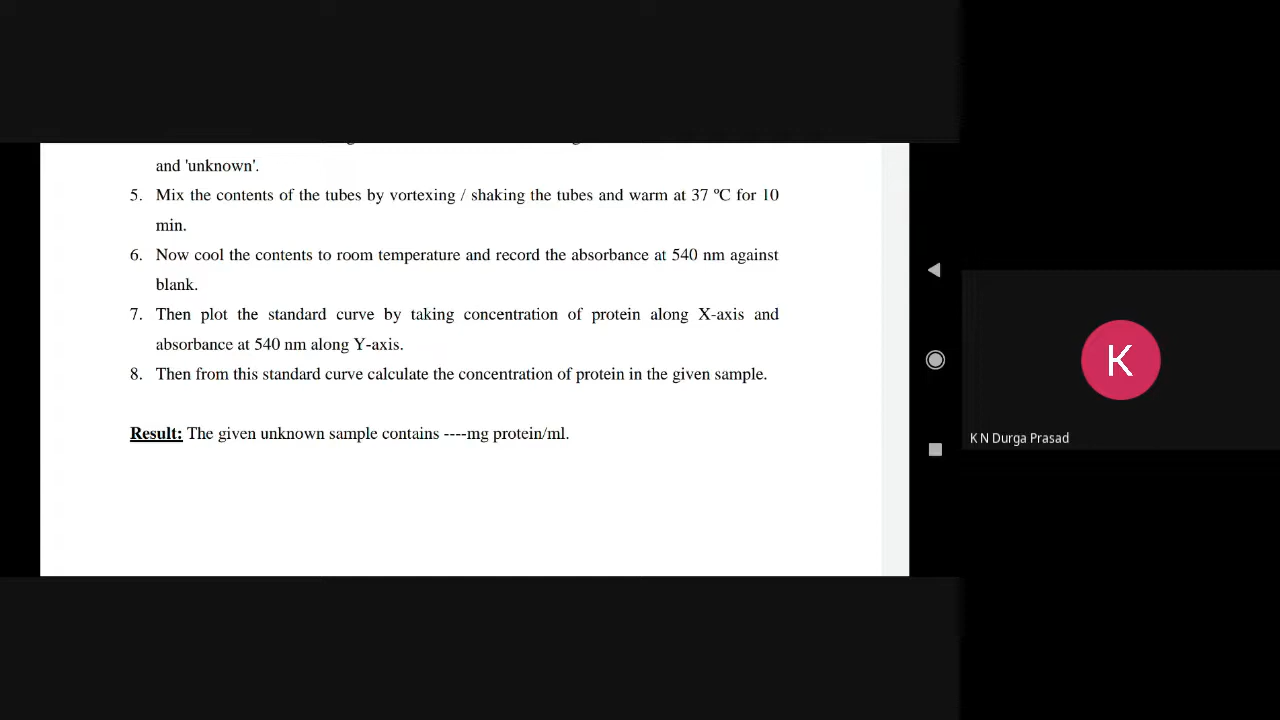 and 'unknown'.
5. Mix the contents of the tubes by vortexing / shaking the tubes and warm at 37 ºC for 10
min.
6. Now cool the contents to room temperature and record the absorbance at 540 nm against
blank.
7. Then plot the standard curve by taking concentration of protein along X-axis and
absorbance at 540 nm along Y-axis.
8. Then from this standard curve calculate the concentration of protein in the given sample.
Result: The given unknown sample contains ----mg protein/ml.
K
K N Durga Prasad